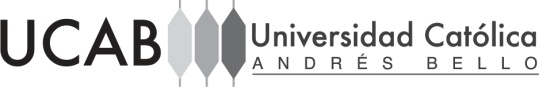 UCAB
Universidad Católica
ANDRÉS BELLO